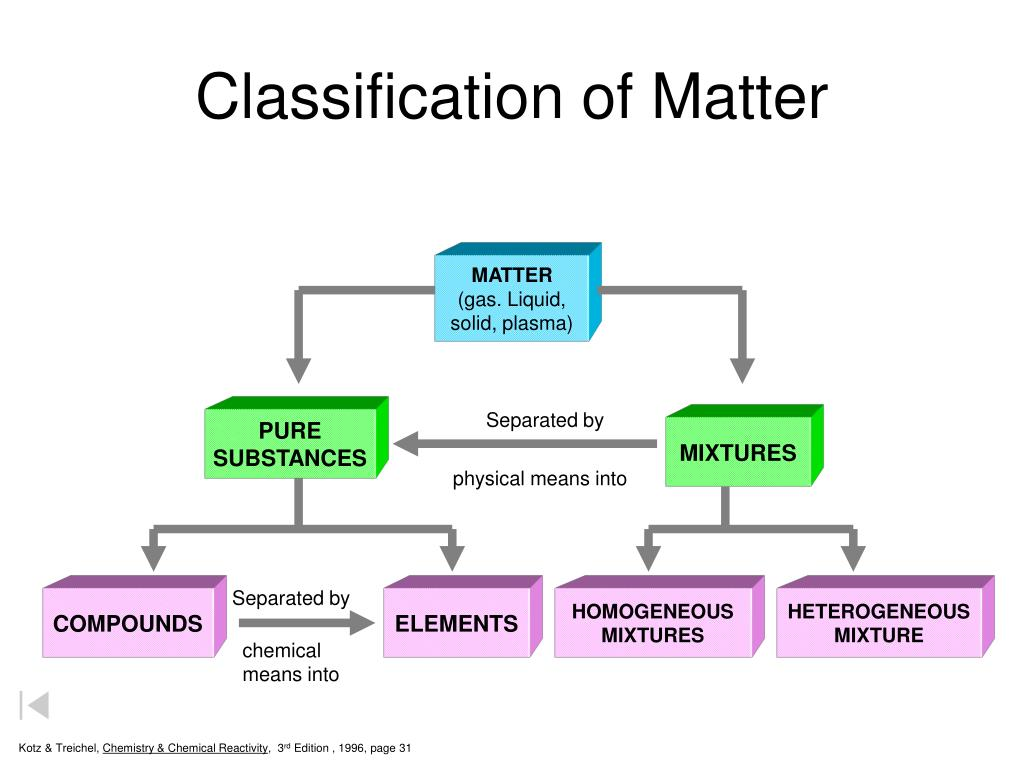 Classification of Matter
MATTER
(gas. Liquid,
solid, plasma)
PURE
SUBSTANCES
Separated by
physical means into
MIXTURES
COMPOUNDS
Separated by
chemical
means into
ELEMENTS
HOMOGENEOUS
MIXTURES
HETEROGENEOUS
MIXTURE
Kotz & Treichel, Chemistry & Chemical Reactivity, 3rd Edition , 1996, page 31